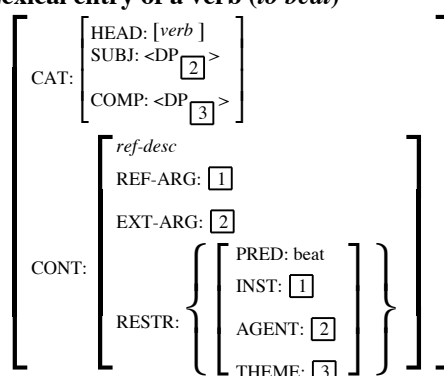 lexical entry of a verb (to beat)
HEAD: [verb ]
SUBJ: <DP 2 >
CAT:
COMP: <DP 3 >
ref-desc
REF-ARG: 1
EXT-ARG: 2
PRED: beat
CONT:
INST: 1
RESTR:
AGENT: 2
THEME: 3